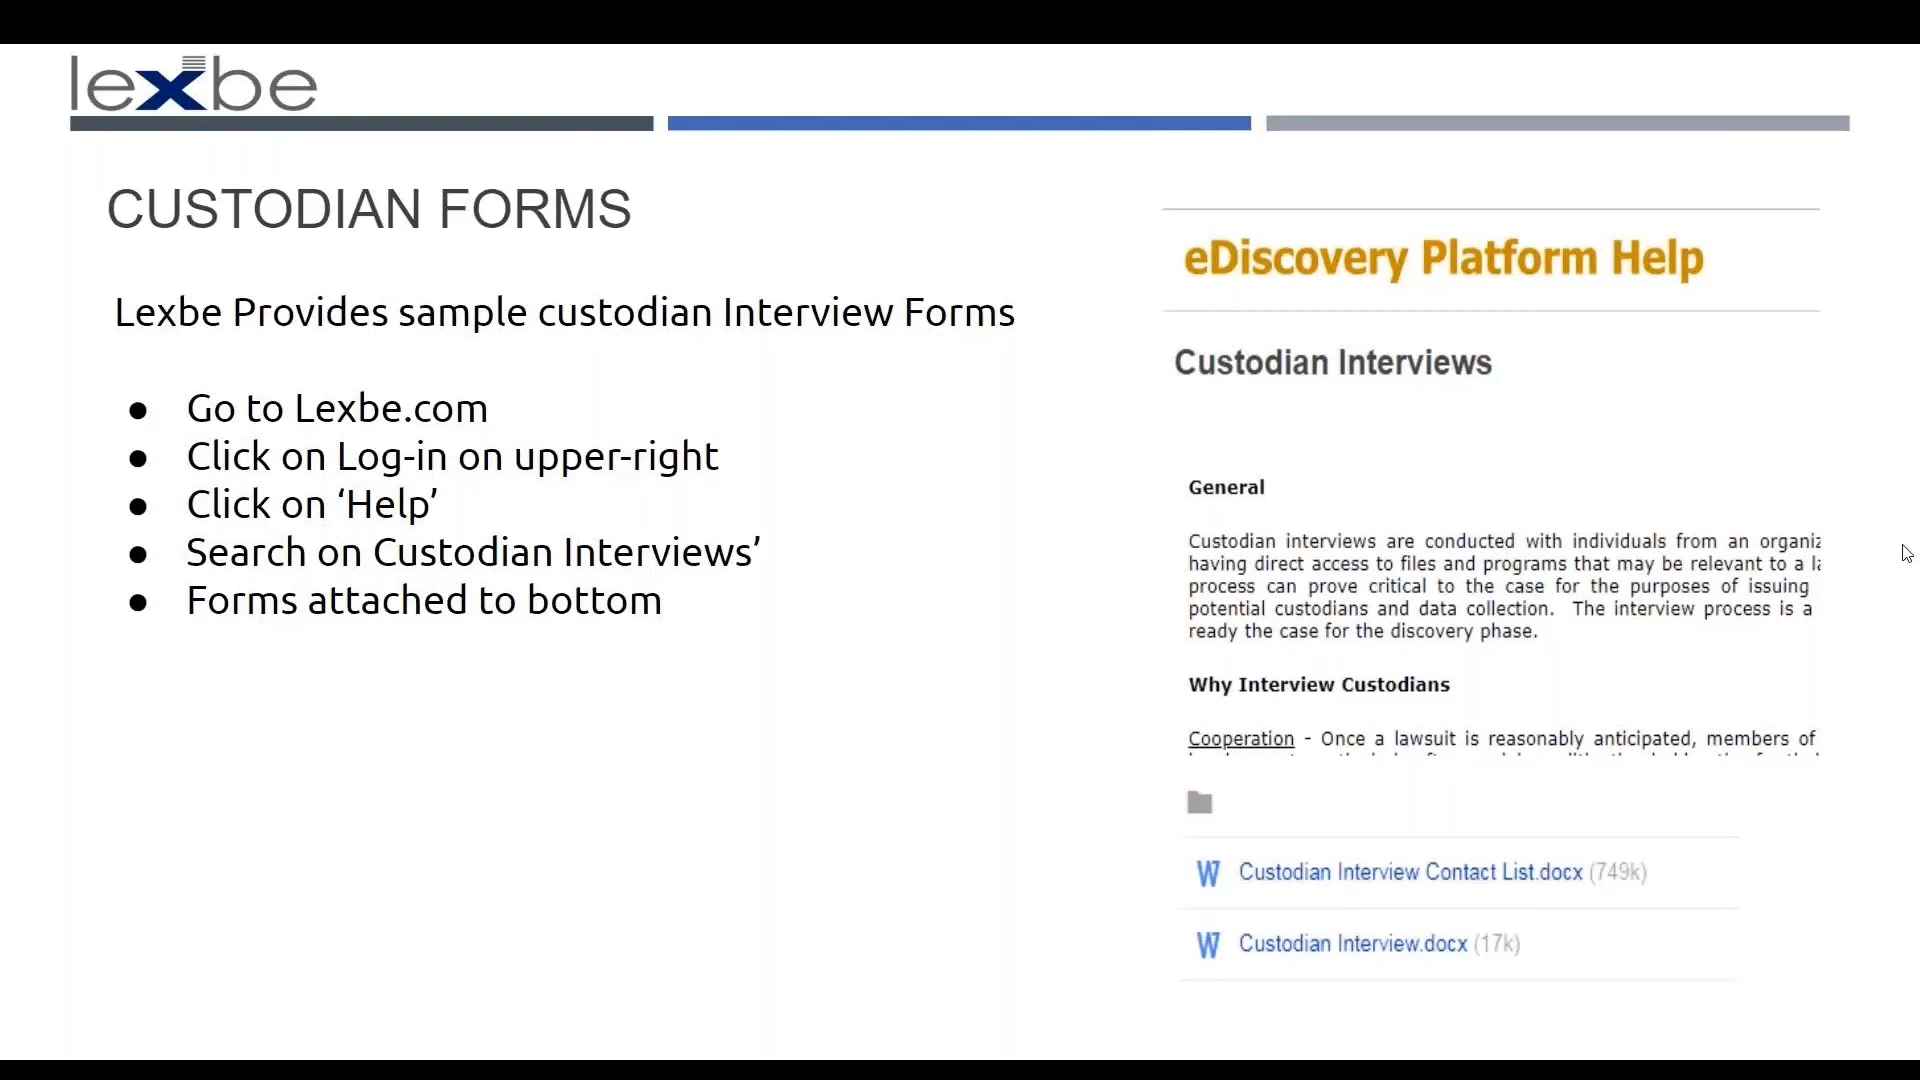 lexbe
CUSTODIAN FORMS
Lexbe Provides sample custodian Interview Forms
● Go to Lexbe.com
● Click on Log-in on upper-right
● Click on ‘Help’
● Search on Custodian Interviews’
● Forms attached to bottom
eDiscovery Platform Help
Custodian Interviews
General
Custodian interviews are conducted with individuals from an
having direct access to files and programs that may be relevant to a
process can prove critical to the case for the purposes of issuing
potential custodians and data collection. The interview process is a
ready the case for the discovery phase.
Why Interview Custodians
Cooperation - Once a lawsuit is reasonably anticipated, members of
Custodian Interview Contact List.docx (749k)
Custodian Interview.docx (17k)